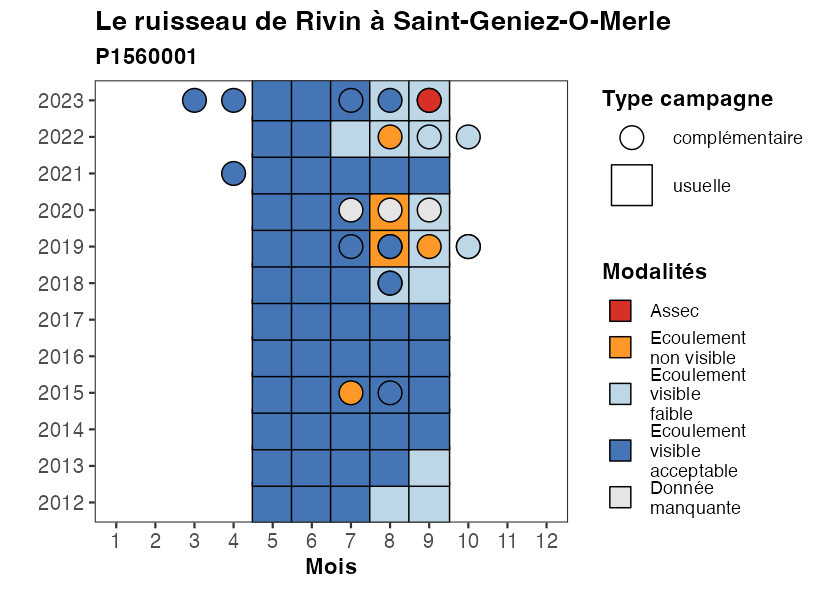 Le ruisseau de Rivin à Saint-Geniez-O-Merle
P1560001
2023
2022
2021
2020
2019
2018
2017
2016
2015
2014
2013
2012
1 2 3 4 5 6 7 8 9 10 11 12
Mois
Type campagne
complémentaire
usuelle
Modalités
Assec
Ecoulement
non visible
Ecoulement
visible
faible
Ecoulement
visible
acceptable
Donnée
manquante